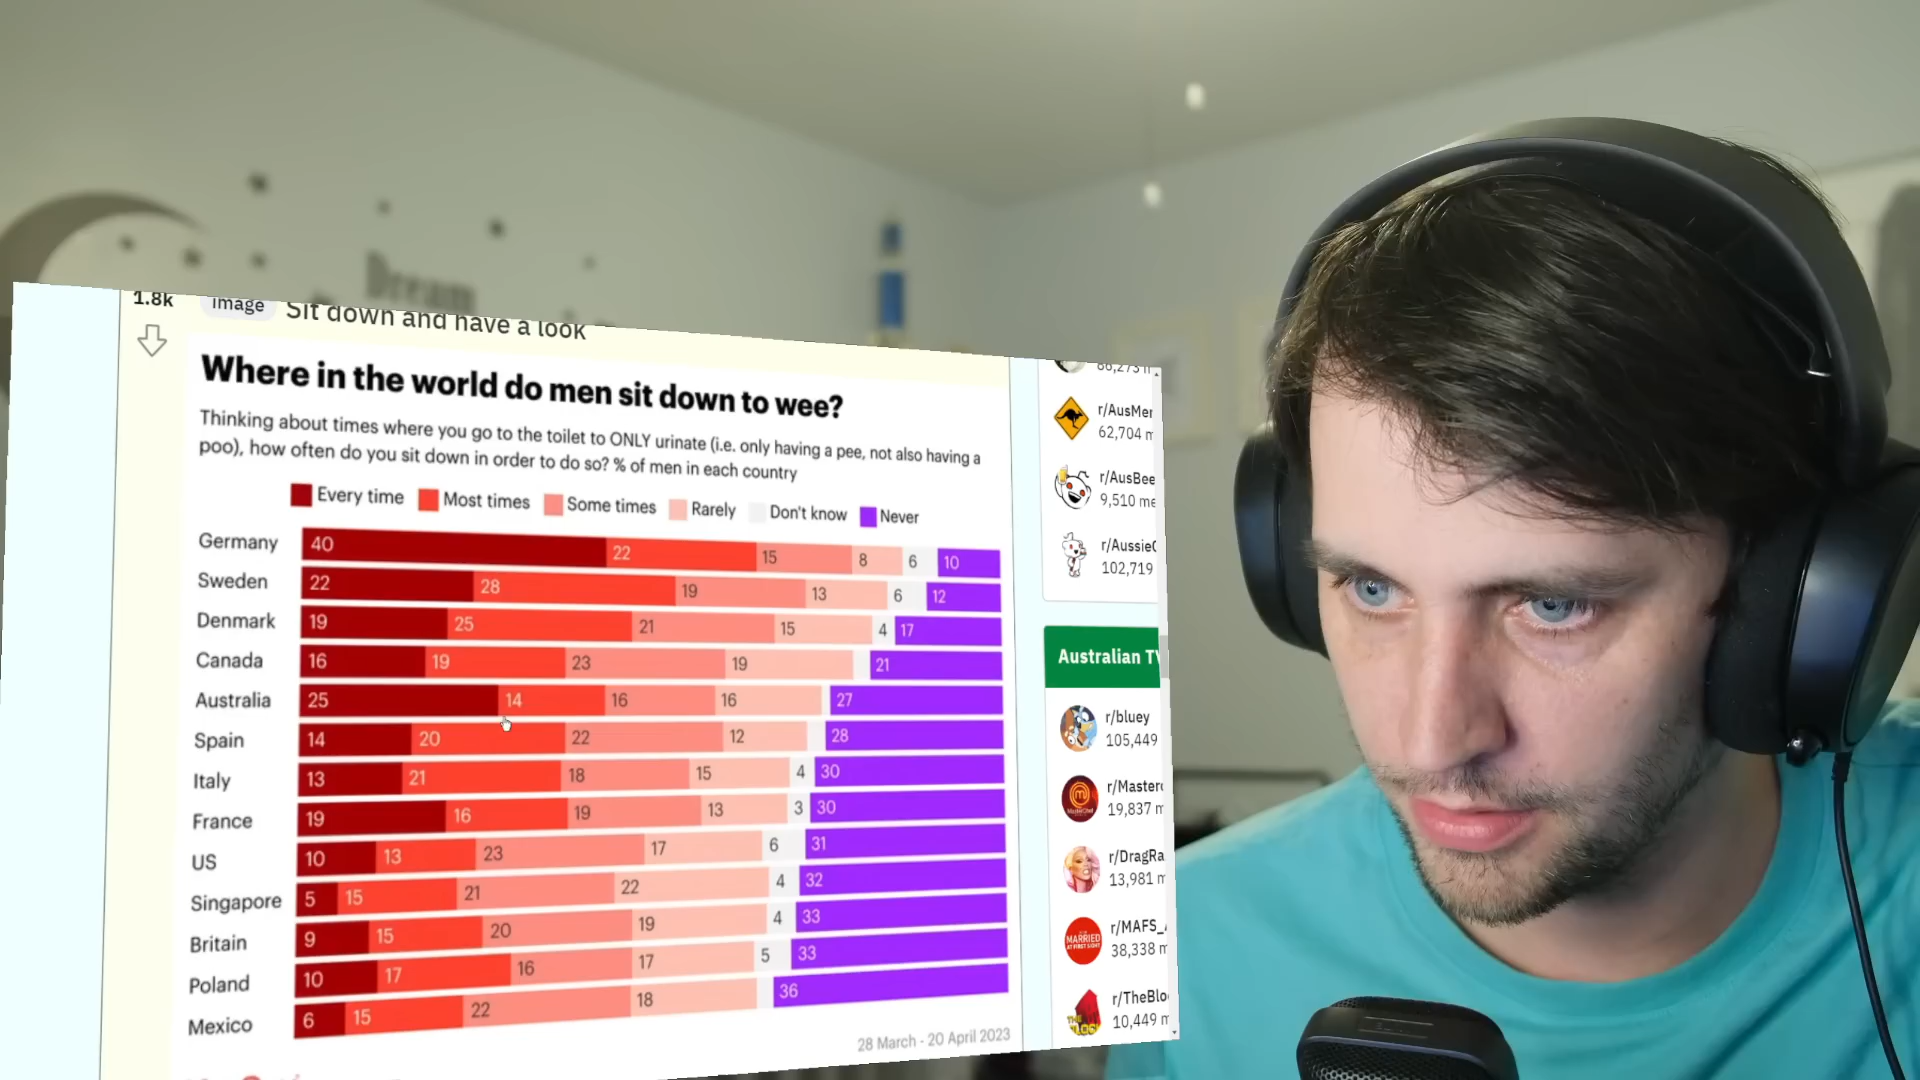 Dream
1.8k
image
Sit down and have a look
Where in the world do men sit down to wee?
Thinking about times where you go to the toilet to ONLY urinate (i.e. only having a pee, not also having a
poo), how often do you sit down in order to do so? % of men in each country
Every time Most times Some times Rarely Don't know Never
Germany 40 22 15 8 6 10
Sweden 22 28 19 13 6 12
Denmark 19 25 21 15 4 17
Canada 16 19 23 19 21
Australia 25 14 16 16 27
Spain 14 20 22 12 28
Italy 13 21 18 15 4 30
France 19 16 19 13 3 30
US 10 13 23 17 6 31
Singapore 5 15 21 22 4 32
Britain 9 15 20 19 4 33
Poland 10 17 16 17 5 33
Mexico 6 15 22 18 36
28 March - 20 April 2023
r/AusMer
62,704 m
r/AusBee
9,510 me
r/AussieC
102,719
Australian TV
r/bluey
105,449
r/Master
19,837 m
r/DragRa
13,981 m
MARRIED
AT FIRST SIGHT
r/MAFS_
38,338 m
r/TheBlo
10,449 m